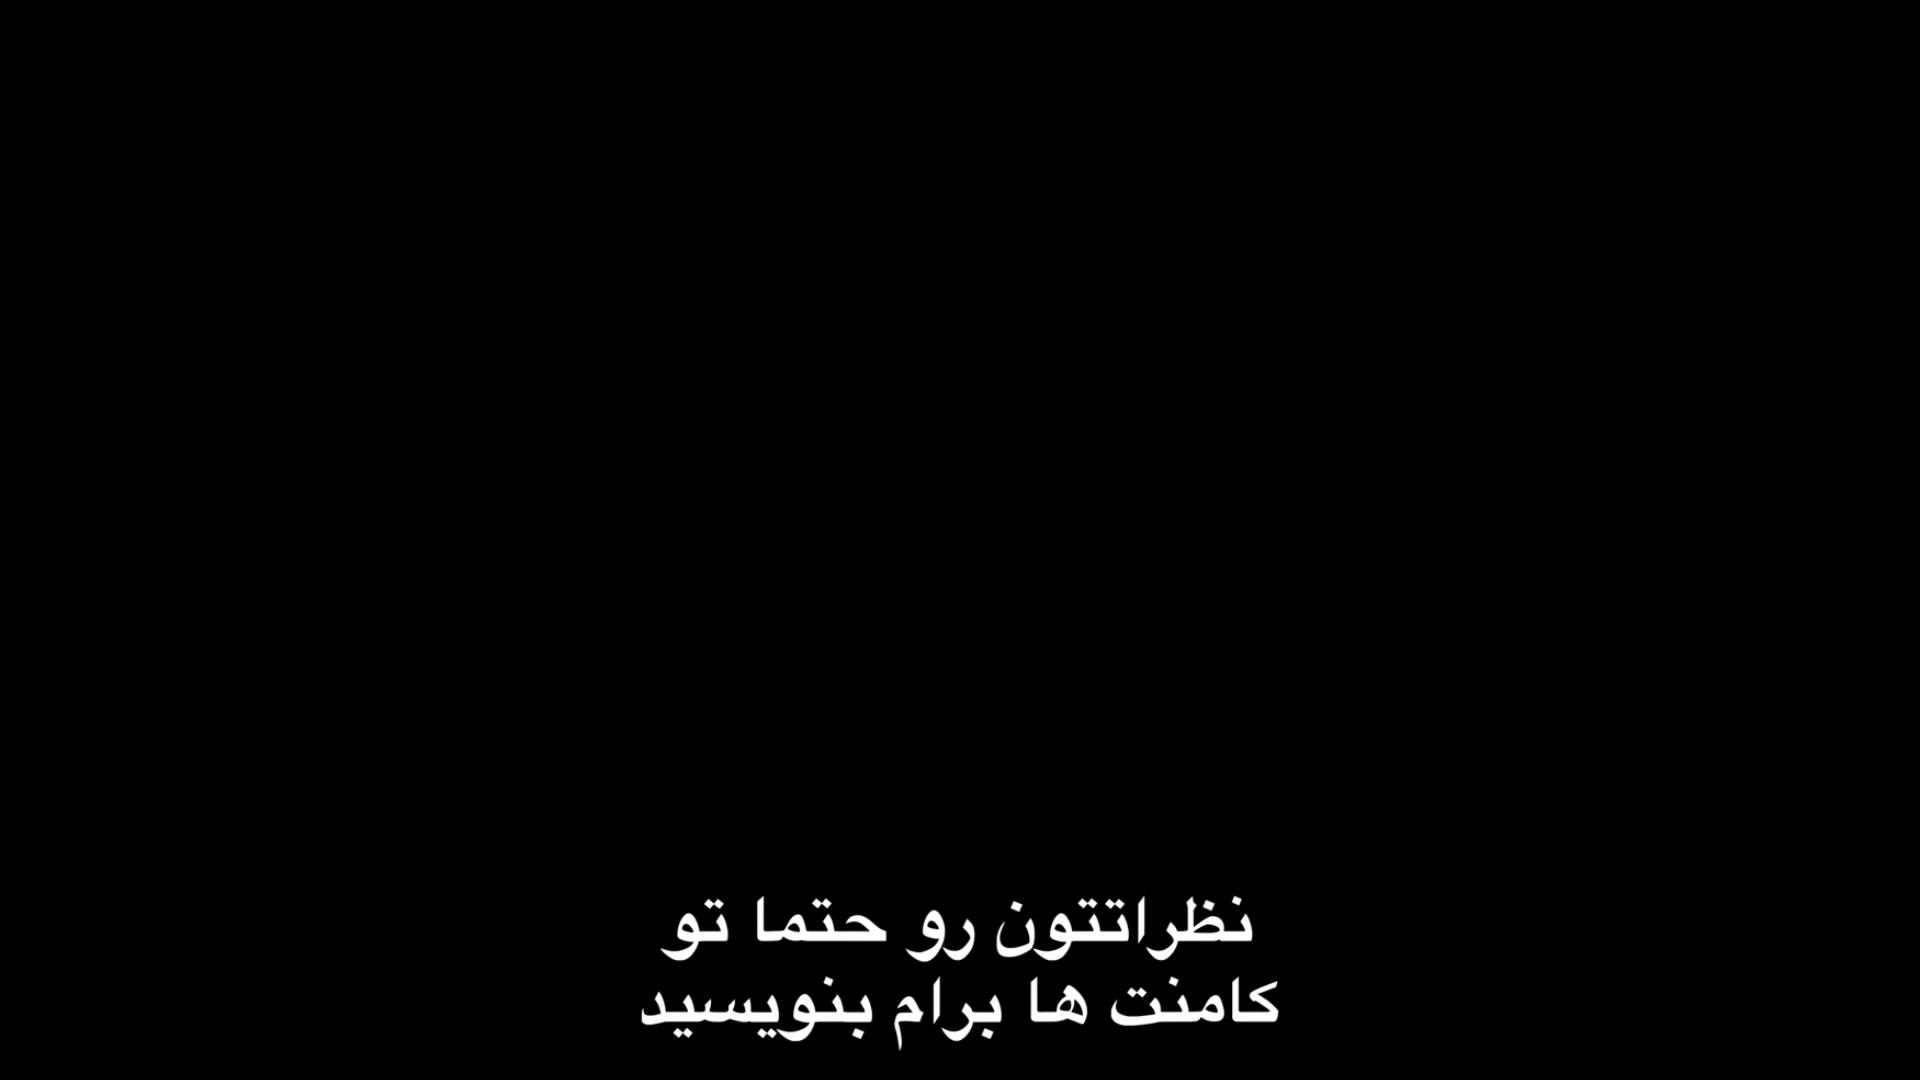 نظراتتون رو حتما تو
کامنت ها برام بنویسید